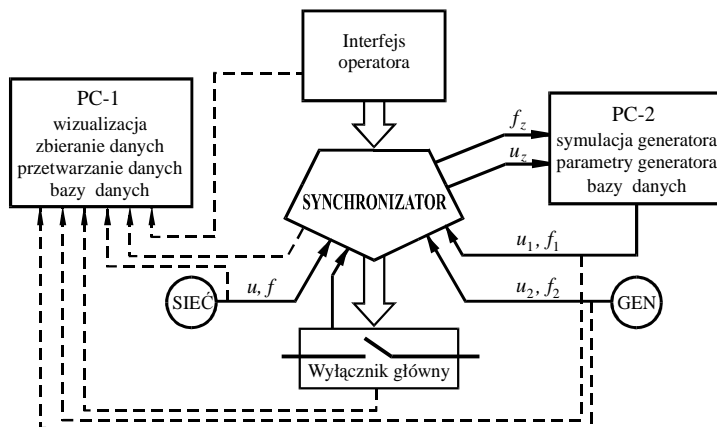 Interfejs
operatora
PC-1
wizualizacja
zbieranie danych
przetwarzanie danych
bazy danych
f_z
u_z
PC-2
symulacja generatora
parametry generatora
bazy danych
SYNCHRONIZATOR
u_1, f_1
SIEĆ
u, f
u_2, f_2
GEN
Wyłącznik główny